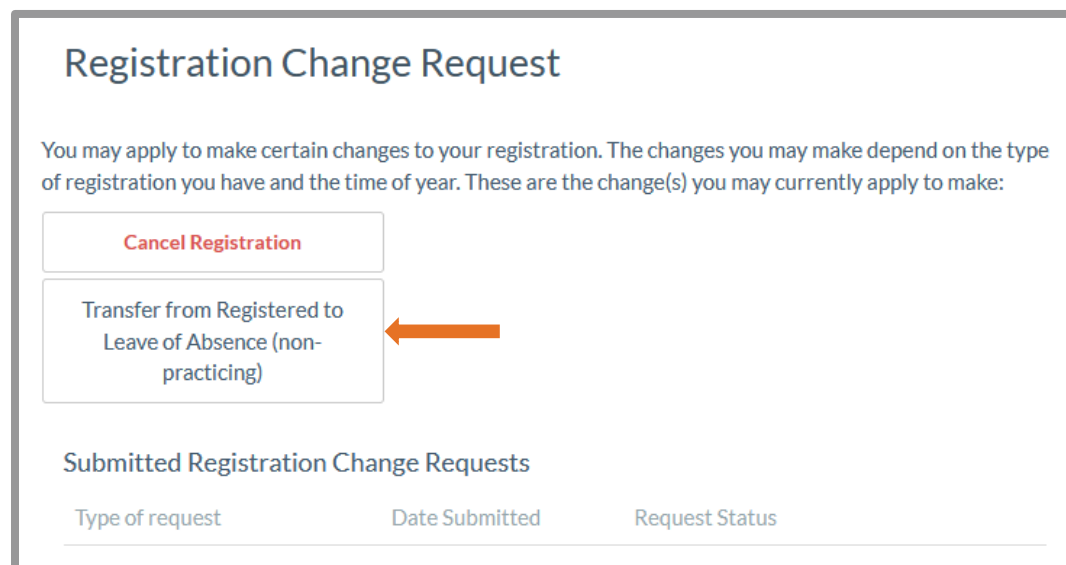 Registration Change Request
You may apply to make certain changes to your registration. The changes you may make depend on the type
of registration you have and the time of year. These are the change(s) you may currently apply to make:
Cancel Registration
Transfer from Registered to
Leave of Absence (non-
practicing)
Submitted Registration Change Requests
Type of request Date Submitted Request Status